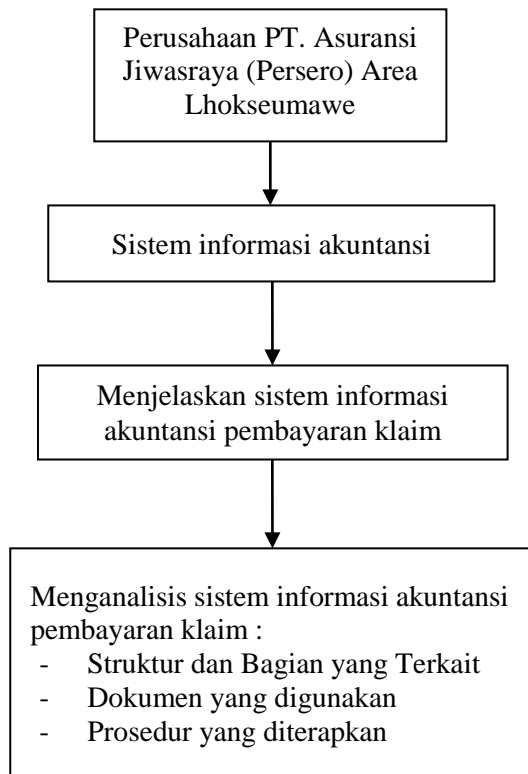 Perusahaan PT. Asuransi
Jiwasraya (Persero) Area
Lhokseumawe
Sistem informasi akuntansi
Menjelaskan sistem informasi
akuntansi pembayaran klaim
Menganalisis sistem informasi akuntansi
pembayaran klaim :
- Struktur dan Bagian yang Terkait
- Dokumen yang digunakan
- Prosedur yang diterapkan